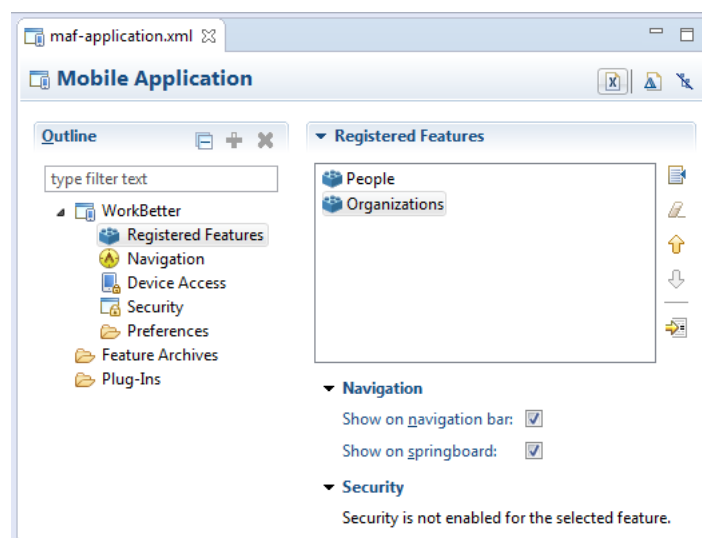 maf-application.xml
Mobile Application
Outline
type filter text
WorkBetter
Registered Features
Navigation
Device Access
Security
Preferences
Feature Archives
Plug-Ins
Registered Features
People
Organizations
Navigation
Show on navigation bar:
Show on springboard:
Security
Security is not enabled for the selected feature.